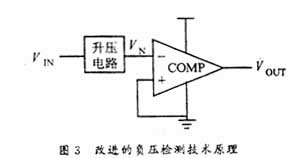 V_IN
升压
电路
V_N
−
COMP
+
V_OUT
图 3 改进的负压检测技术原理